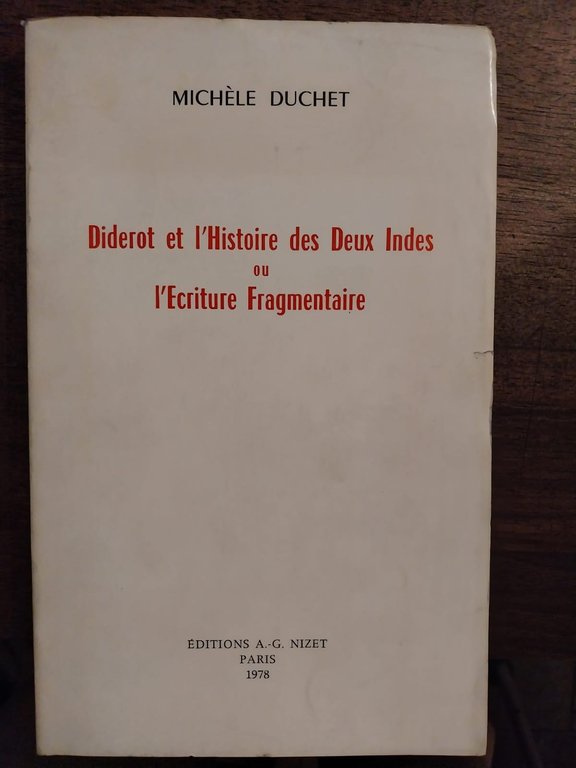 MICHÈLE DUCHET
Diderot et l'Histoire des Deux Indes
ou
l'Ecriture Fragmentaire
ÉDITIONS A.-G. NIZET
PARIS
1978